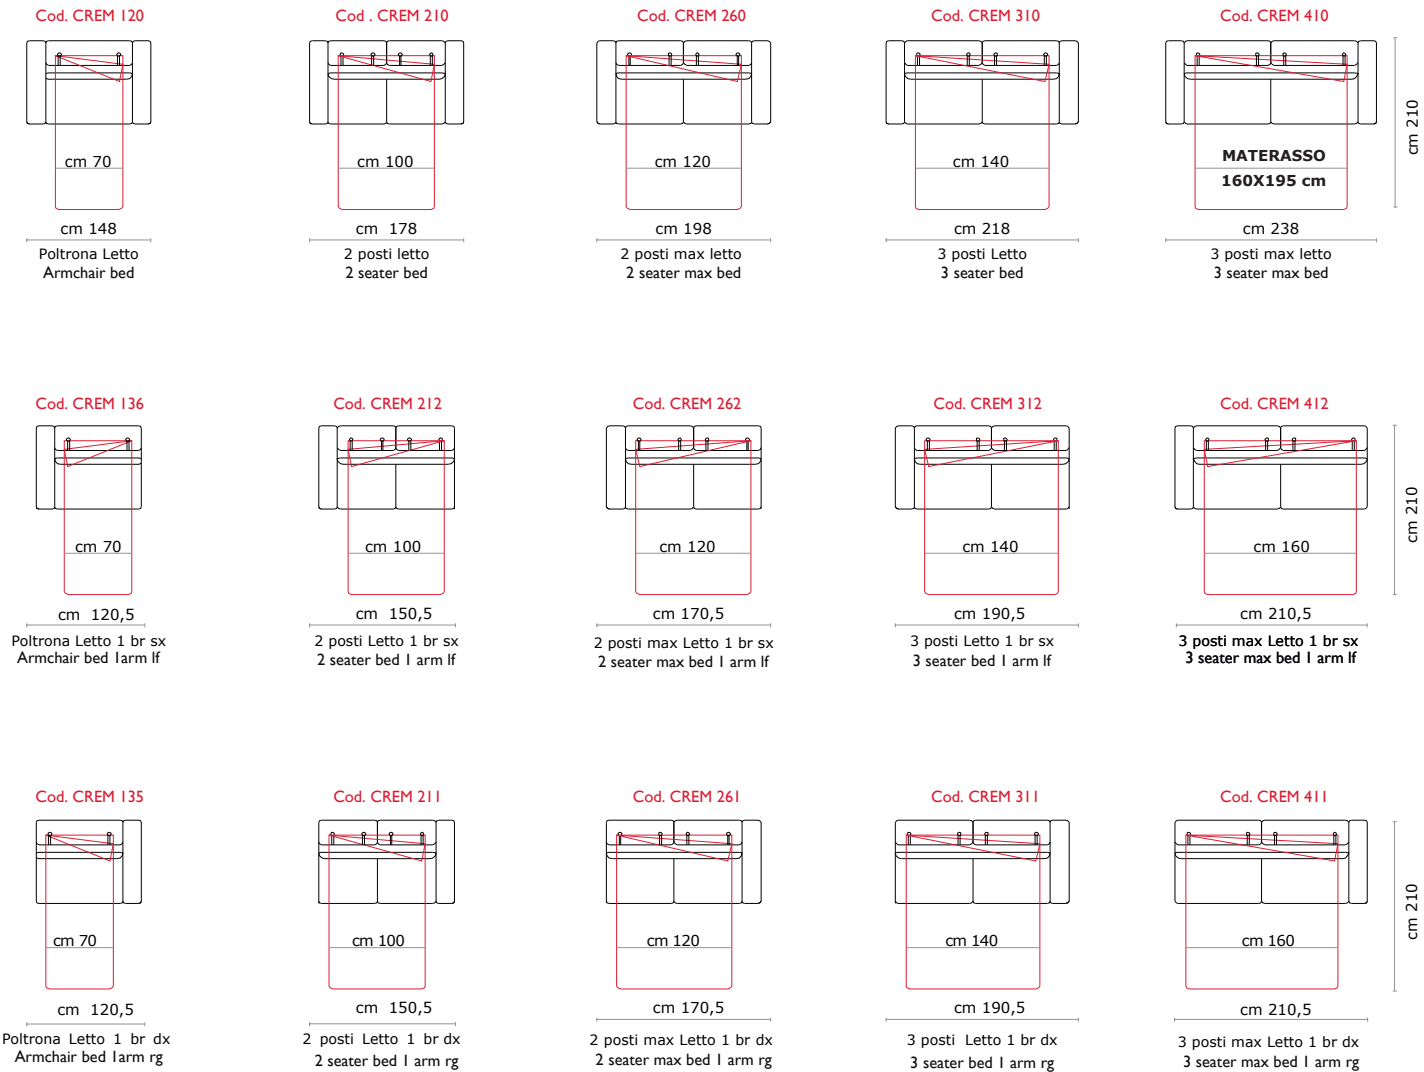 Cod. CREM 120
cm 70
cm 148
Poltrona Letto
Armchair bed
Cod . CREM 210
cm 100
cm 178
2 posti letto
2 seater bed
Cod. CREM 260
cm 120
cm 198
2 posti max letto
2 seater max bed
Cod. CREM 310
cm 140
cm 218
3 posti Letto
3 seater bed
Cod. CREM 410
MATERASSO
160X195 cm
cm 238
3 posti max letto
3 seater max bed
cm 210
Cod. CREM 136
cm 70
cm 120,5
Poltrona Letto 1 br sx
Armchair bed 1arm lf
Cod. CREM 212
cm 100
cm 150,5
2 posti Letto 1 br sx
2 seater bed 1 arm lf
Cod. CREM 262
cm 120
cm 170,5
2 posti max Letto 1 br sx
2 seater max bed 1 arm lf
Cod. CREM 312
cm 140
cm 190,5
3 posti Letto 1 br sx
3 seater bed 1 arm lf
Cod. CREM 412
cm 160
cm 210,5
3 posti max Letto 1 br sx
3 seater max bed 1 arm lf
cm 210
Cod. CREM 135
cm 70
cm 120,5
Poltrona Letto 1 br dx
Armchair bed 1arm rg
Cod. CREM 211
cm 100
cm 150,5
2 posti Letto 1 br dx
2 seater bed 1 arm rg
Cod. CREM 261
cm 120
cm 170,5
2 posti max Letto 1 br dx
2 seater max bed 1 arm rg
Cod. CREM 311
cm 140
cm 190,5
3 posti Letto 1 br dx
3 seater bed 1 arm rg
Cod. CREM 411
cm 160
cm 210,5
3 posti max Letto 1 br dx
3 seater max bed 1 arm rg
cm 210